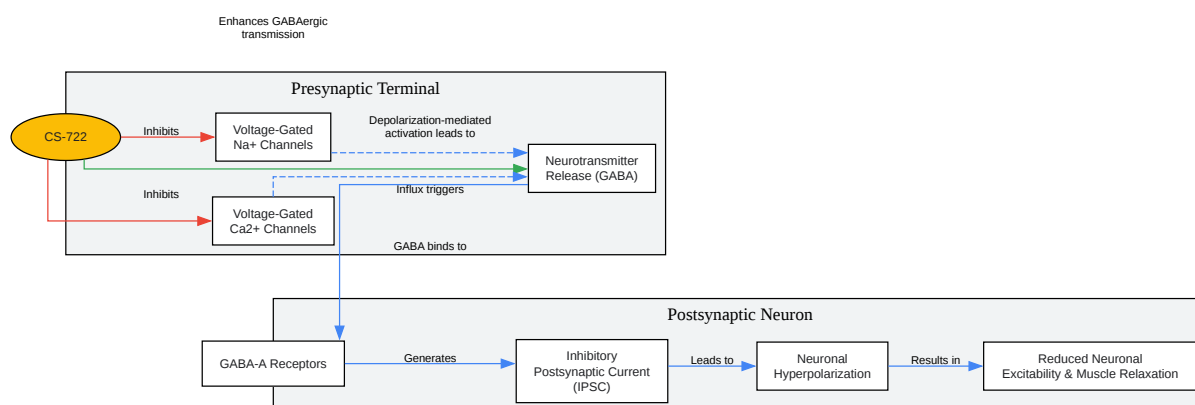 Enhances GABAergic
transmission
Presynaptic Terminal
CS-722
Inhibits
Voltage-Gated
Na+ Channels
Depolarization-mediated
activation leads to
Neurotransmitter
Release (GABA)
Inhibits
Influx triggers
Voltage-Gated
Ca2+ Channels
GABA binds to
Postsynaptic Neuron
GABA-A Receptors
Generates
Inhibitory
Postsynaptic Current
(IPSC)
Leads to
Neuronal
Hyperpolarization
Results in
Reduced Neuronal
Excitability & Muscle Relaxation